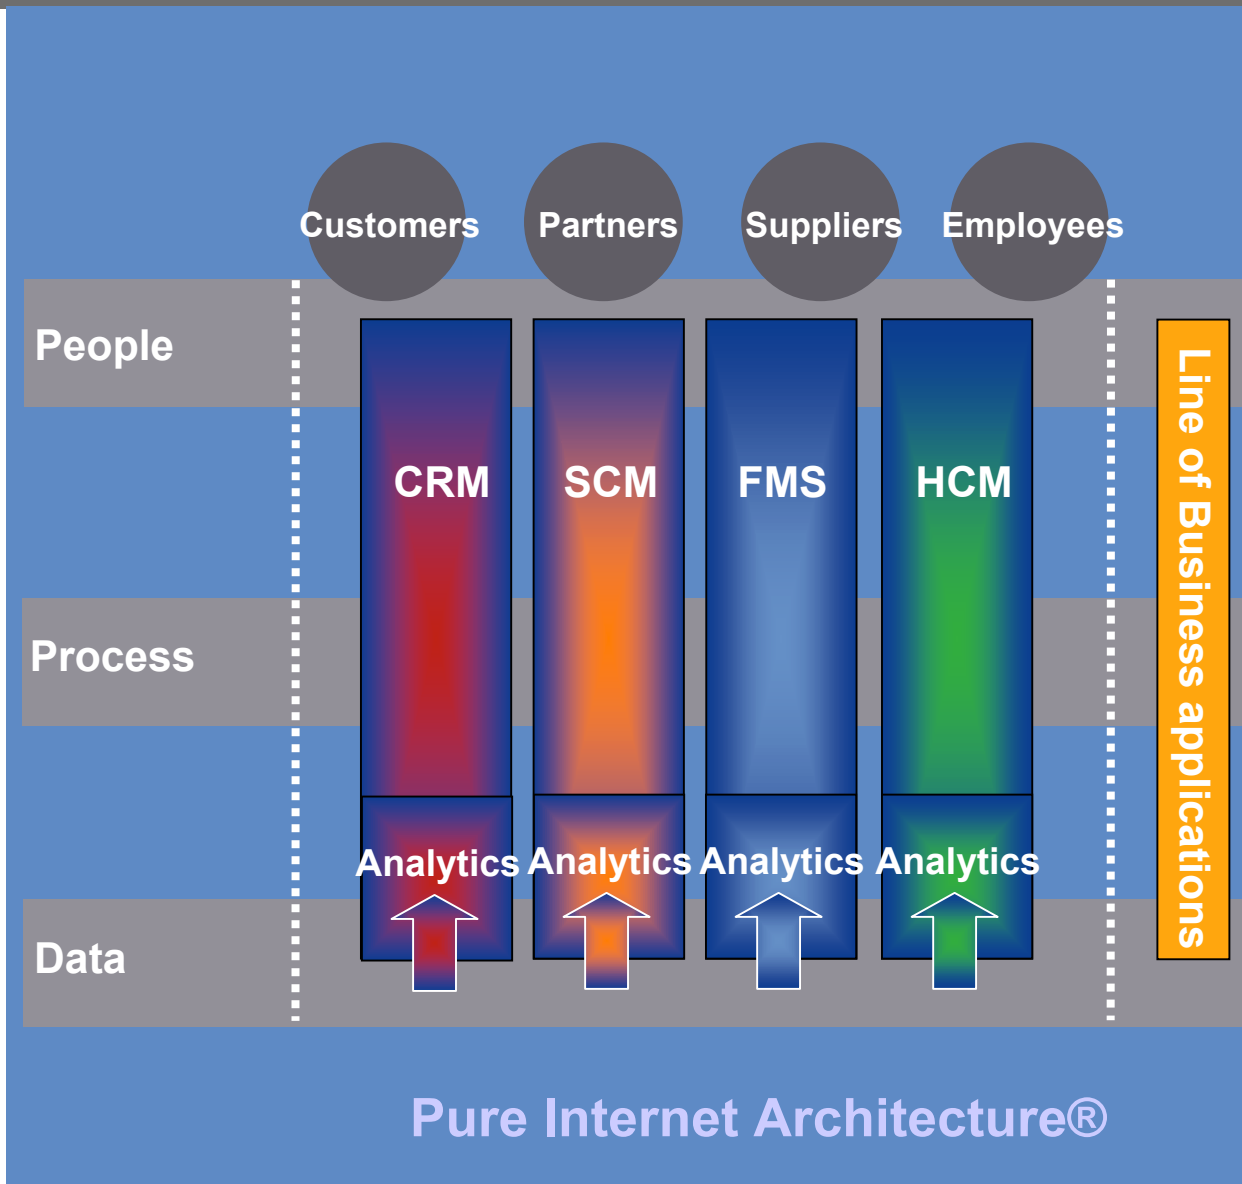 Customers
Partners
Suppliers
Employees
People
CRM
SCM
FMS
HCM
Line of Business applications
Process
Analytics
Analytics
Analytics
Analytics
Data
Pure Internet Architecture®